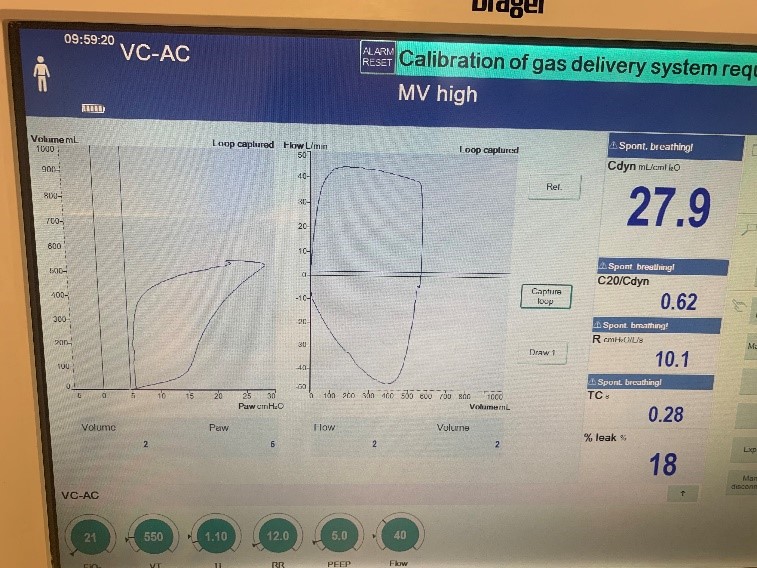 Dräger
09:59:20
VC-AC
ALARM
RESET
Calibration of gas delivery system requ
MV high
Volume mL
Loop captured
Flow L/min
Loop captured
1000
900
800
700
600
500
400
300
200
100
0
5
0
5
10
15
20
25
30
Paw cmH₂O
50
40
30
20
10
0
-10
-20
30
-40
-50
0
100
200
300
400
500
600
700
800
1000
Volume mL
Ref.
Capture
loop
Draw 1
Spont. breathing!
Cdyn mL/cmH₂O
27.9
Spont. breathing!
C20/Cdyn
0.62
Spont. breathing!
R cmH₂O/L/s
10.1
Spont. breathing!
TC s
0.28
% leak %
18
Volume
2
Paw
6
Flow
2
Volume
2
VC-AC
21
550
1.10
12.0
5.0
40
FiO₂
VT
Ti
RR
PEEP
Flow